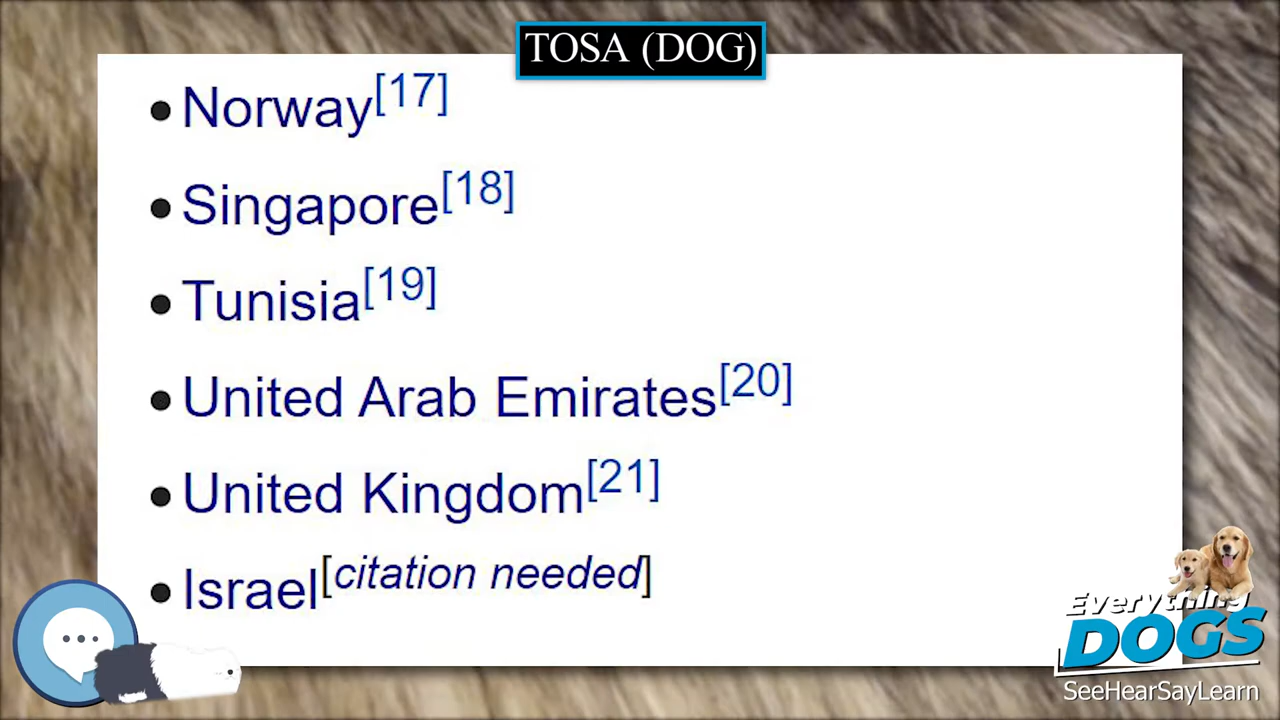 TOSA (DOG)
• Norway[17]
• Singapore[18]
• Tunisia[19]
• United Arab Emirates[20]
• United Kingdom[21]
• Israel[citation needed]
Everything
DOGS
SeeHearSayLearn